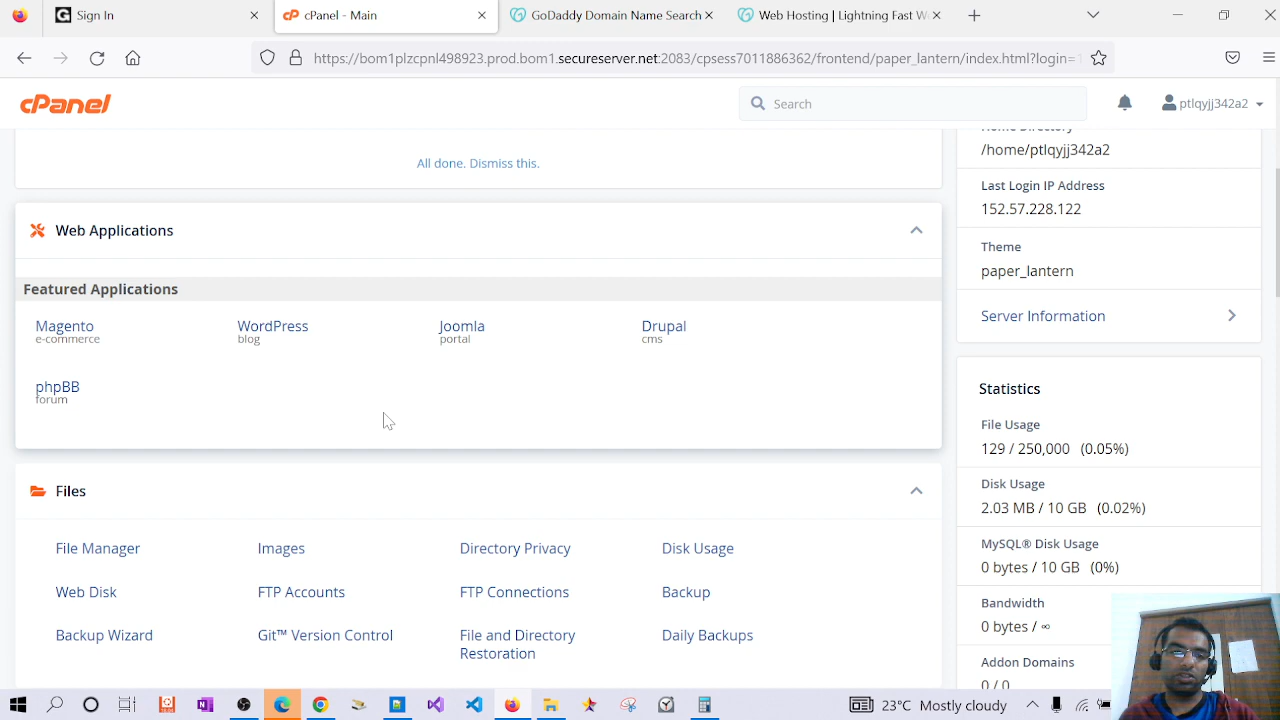 Sign In
cPanel - Main
GoDaddy Domain Name Search
Web Hosting | Lightning Fast W
https://bom1plzcpnl498923.prod.bom1.secureserver.net:2083/cpsess7011886362/frontend/paper_lantern/index.html?login=1
cPanel
Search
ptlqyjj342a2
All done. Dismiss this.
Home Directory
/home/ptlqyjj342a2
Last Login IP Address
152.57.228.122
Theme
paper_lantern
Server Information
Web Applications
Featured Applications
Magento
e-commerce
WordPress
blog
Joomla
portal
Drupal
cms
phpBB
forum
Files
File Manager
Images
Directory Privacy
Disk Usage
Web Disk
FTP Accounts
FTP Connections
Backup
Backup Wizard
Git™ Version Control
File and Directory
Restoration
Daily Backups
Statistics
File Usage
129 / 250,000 (0.05%)
Disk Usage
2.03 MB / 10 GB (0.02%)
MySQL® Disk Usage
0 bytes / 10 GB (0%)
Bandwidth
0 bytes / ∞
Addon Domains
0 / 0
23°C Mostly cloudy